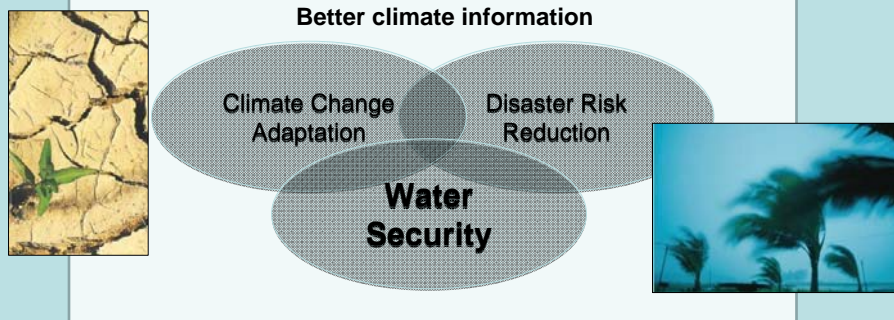 Better climate information
Climate Change
Adaptation
Disaster Risk
Reduction
Water
Security